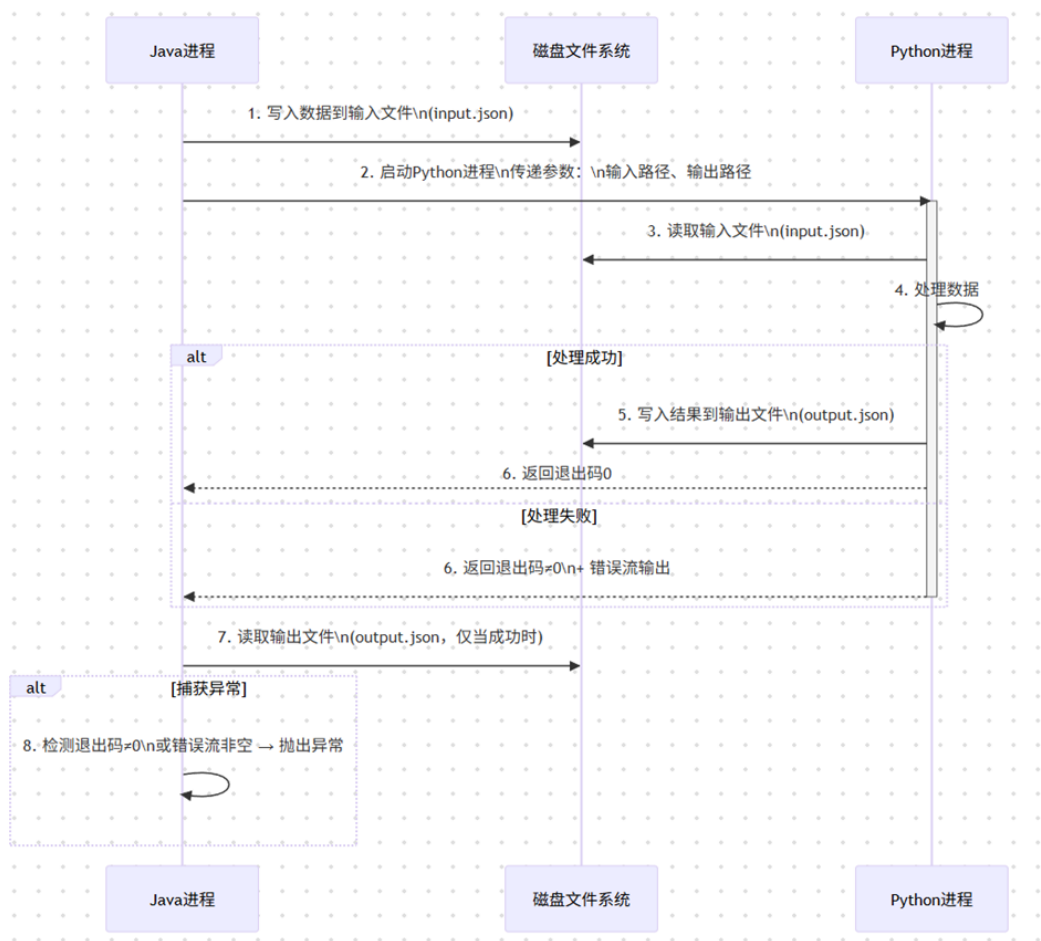 Java进程
磁盘文件系统
Python进程
1. 写入数据到输入文件\n(input.json)
2. 启动Python进程\n传递参数：\n输入路径、输出路径
3. 读取输入文件\n(input.json)
4. 处理数据
alt
[处理成功]
5. 写入结果到输出文件\n(output.json)
6. 返回退出码0
[处理失败]
6. 返回退出码≠0\n+ 错误流输出
7. 读取输出文件\n(output.json，仅当成功时)
alt
[捕获异常]
8. 检测退出码≠0\n或错误流非空 → 抛出异常
Java进程
磁盘文件系统
Python进程